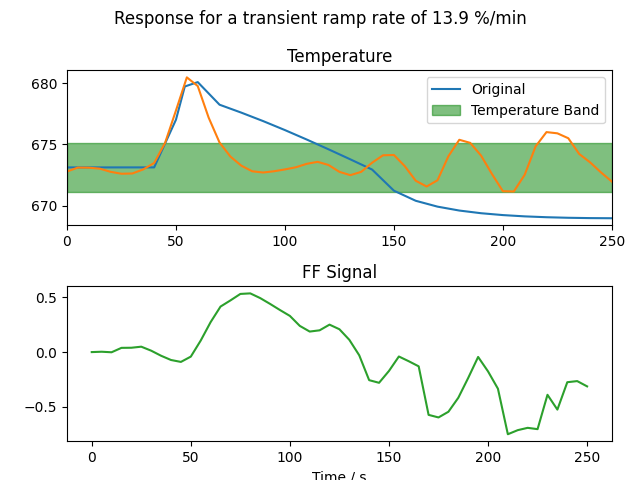 Response for a transient ramp rate of 13.9 %/min
Temperature
680
675
670
Original
Temperature Band
0 50 100 150 200 250
FF Signal
0.5
0.0
−0.5
0 50 100 150 200 250
Time / s